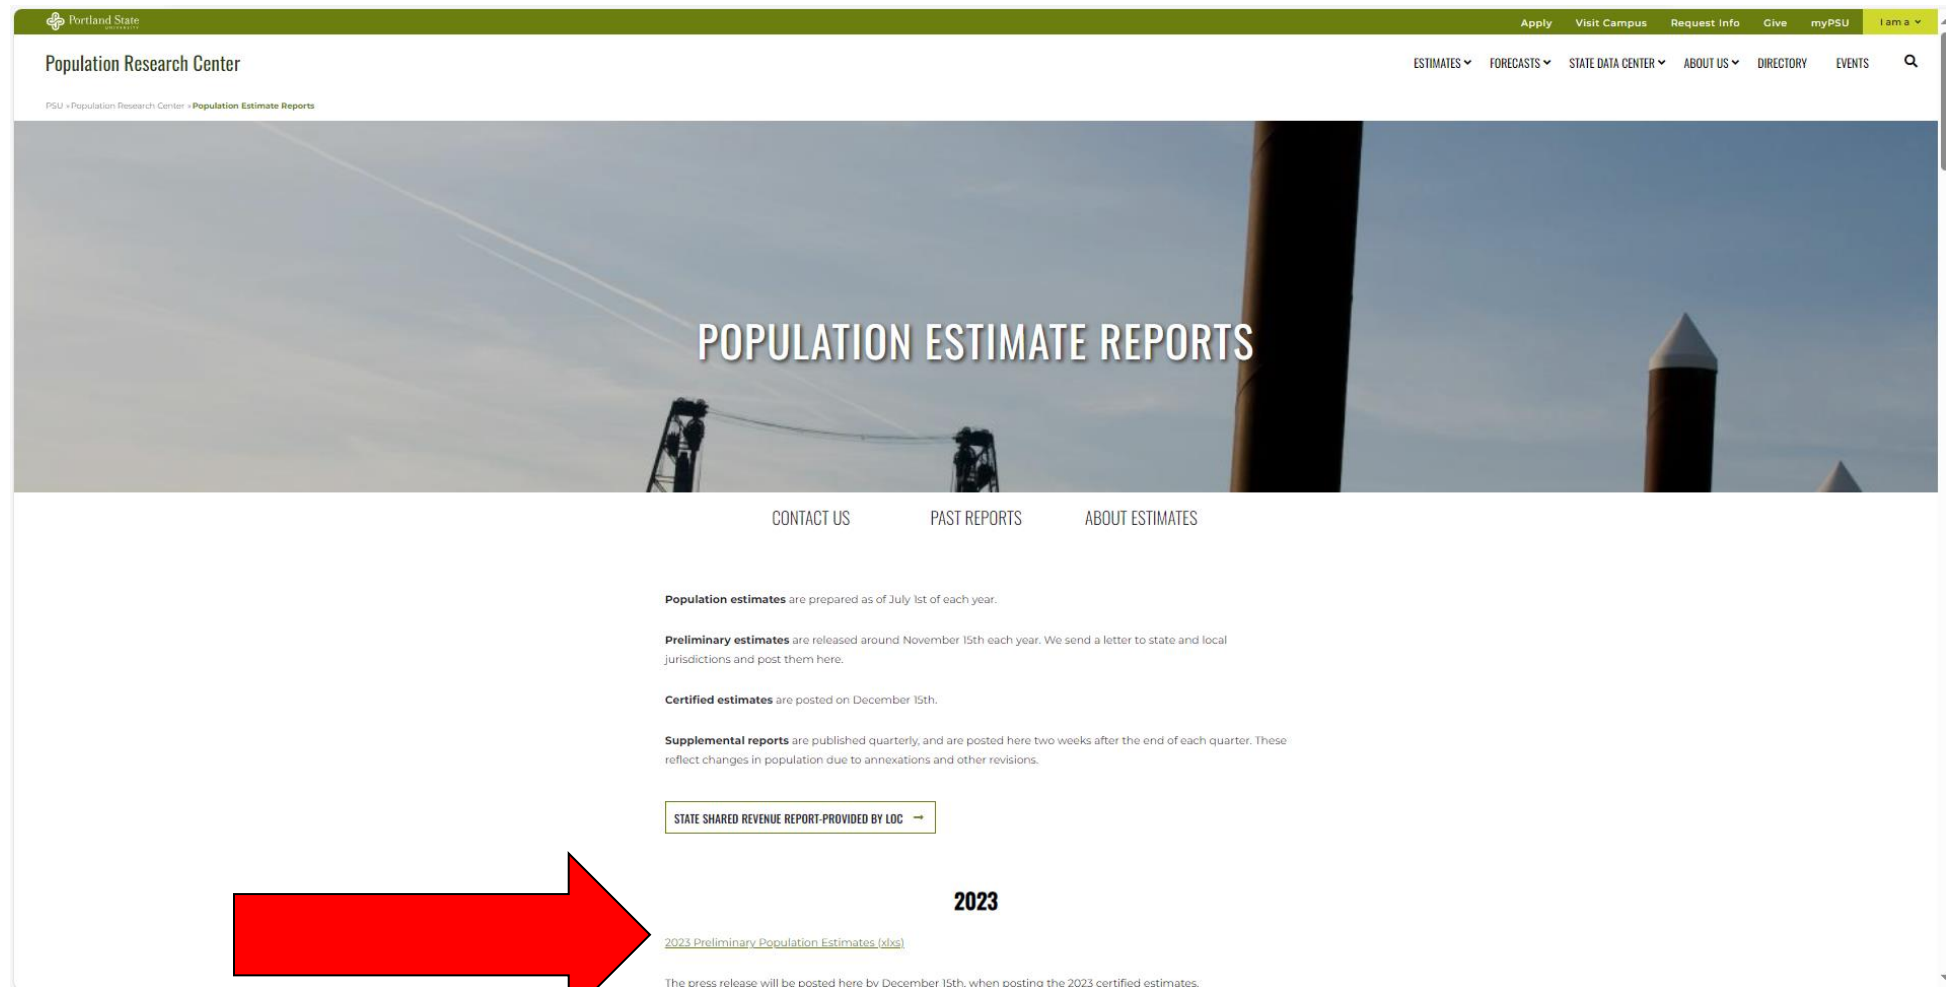 Portland State
UNIVERSITY
Apply Visit Campus Request Info Give myPSU I am a
Population Research Center
ESTIMATES FORECASTS STATE DATA CENTER ABOUT US DIRECTORY EVENTS
PSU » Population Research Center » Population Estimate Reports
POPULATION ESTIMATE REPORTS
CONTACT US PAST REPORTS ABOUT ESTIMATES
Population estimates are prepared as of July 1st of each year.
Preliminary estimates are released around November 15th each year. We send a letter to state and local
jurisdictions and post them here.
Certified estimates are posted on December 15th.
Supplemental reports are published quarterly, and are posted here two weeks after the end of each quarter. These
reflect changes in population due to annexations and other revisions.
STATE SHARED REVENUE REPORT-PROVIDED BY LOC →
2023
2023 Preliminary Population Estimates (xlxs)
The press release will be posted here by December 15th, when posting the 2023 certified estimates.